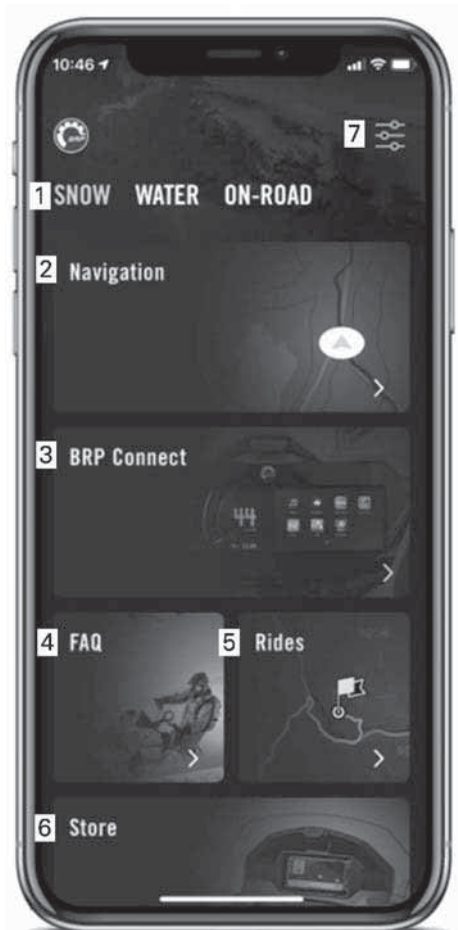 10:46
7
1 SNOW WATER ON-ROAD
2 Navigation
3 BRP Connect
4 FAQ 5 Rides
6 Store